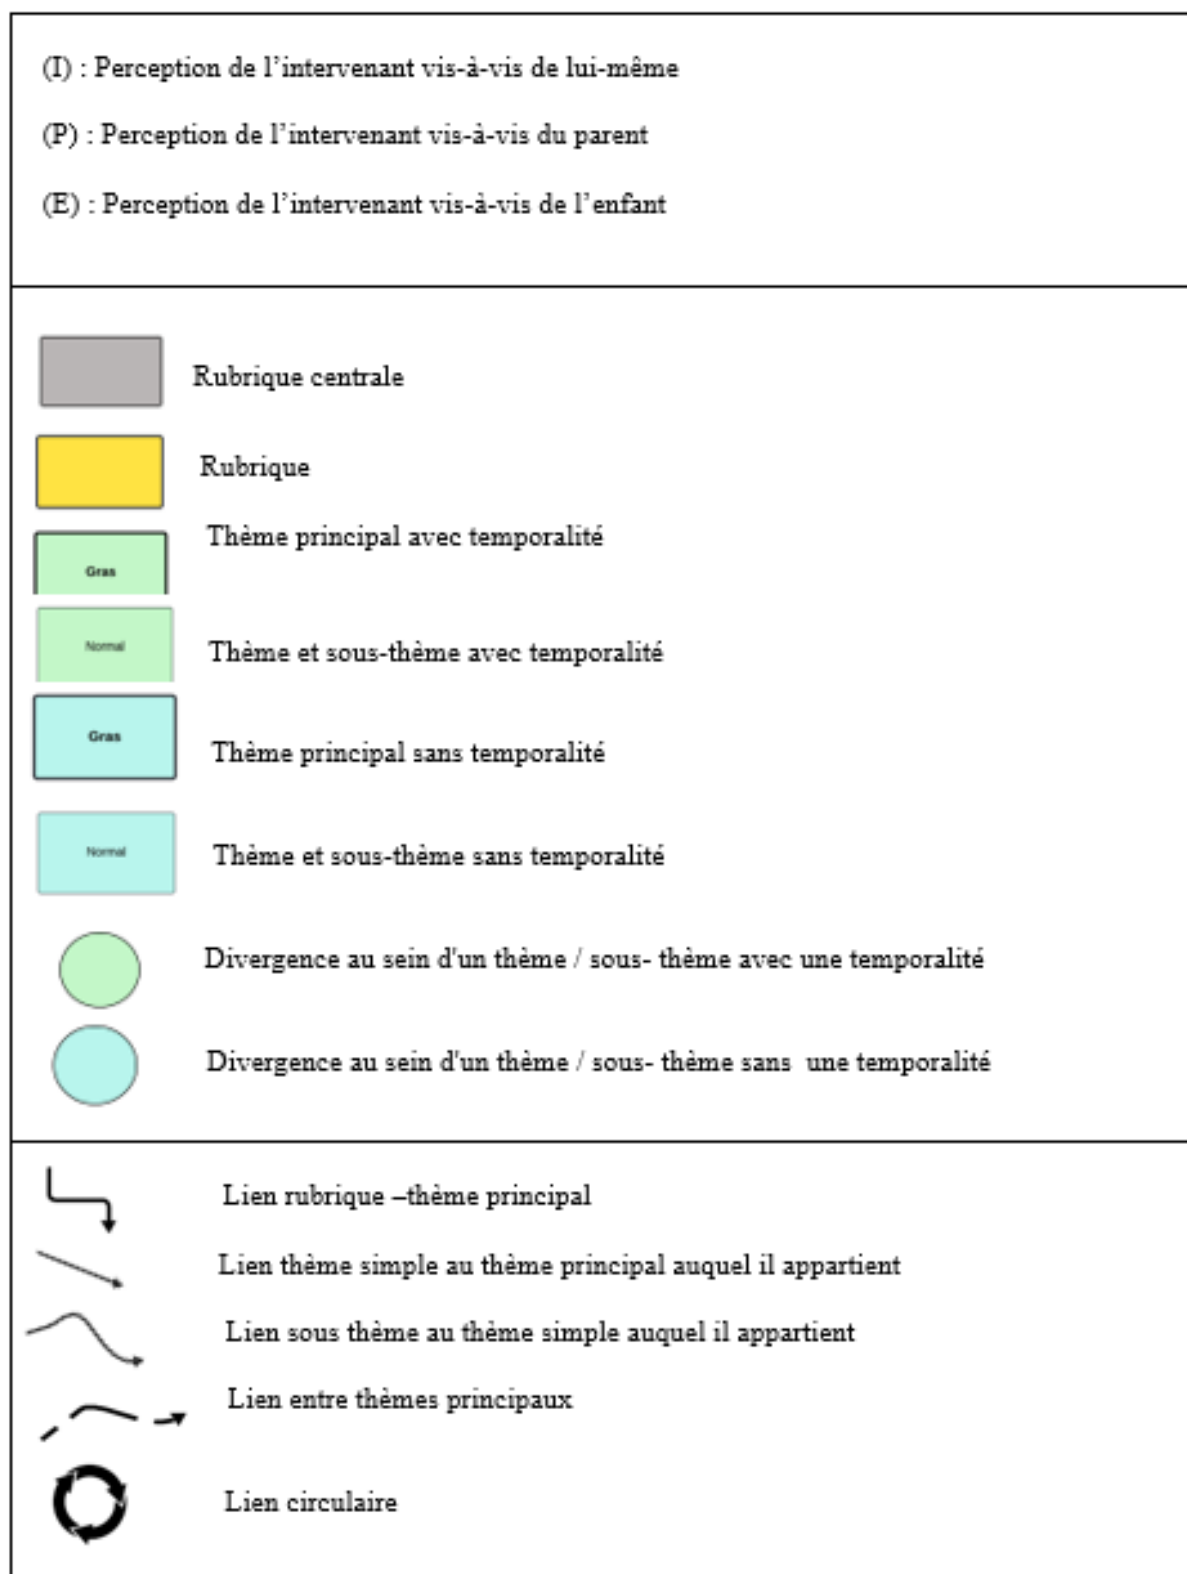 (I) : Perception de l’intervenant vis-à-vis de lui-même
(P) : Perception de l’intervenant vis-à-vis du parent
(E) : Perception de l’intervenant vis-à-vis de l’enfant
Rubrique centrale
Rubrique
Thème principal avec temporalité
Gras
Normal
Thème et sous-thème avec temporalité
Gras
Thème principal sans temporalité
Normal
Thème et sous-thème sans temporalité
Divergence au sein d'un thème / sous- thème avec une temporalité
Divergence au sein d'un thème / sous- thème sans  une temporalité
Lien rubrique –thème principal
Lien thème simple au thème principal auquel il appartient
Lien sous thème au thème simple auquel il appartient
Lien entre thèmes principaux
Lien circulaire